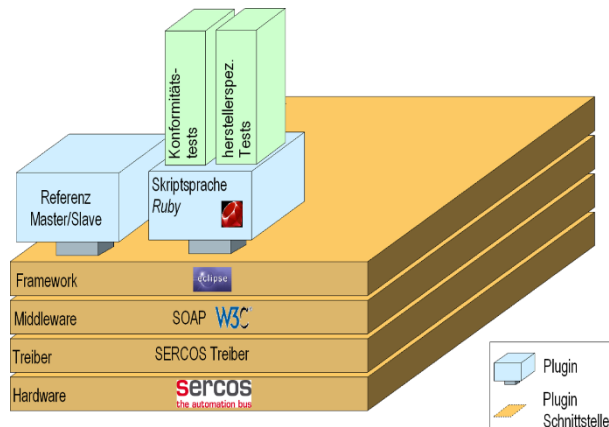 Konformitäts-
tests
herstellerspez.
Tests
Referenz
Master/Slave
Skriptsprache
Ruby
Framework
eclipse
Middleware
SOAP
W3C
Treiber
SERCOS Treiber
Hardware
sercos
the automation bus
Plugin
Plugin
Schnittstelle